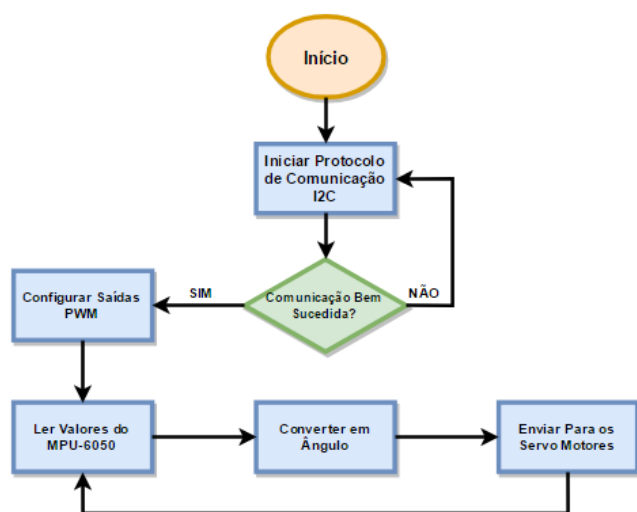 Início
Iniciar Protocolo
de Comunicação
I2C
Comunicação Bem
Sucedida?
SIM
NÃO
Configurar Saídas
PWM
Ler Valores do
MPU-6050
Converter em
Ângulo
Enviar Para os
Servo Motores